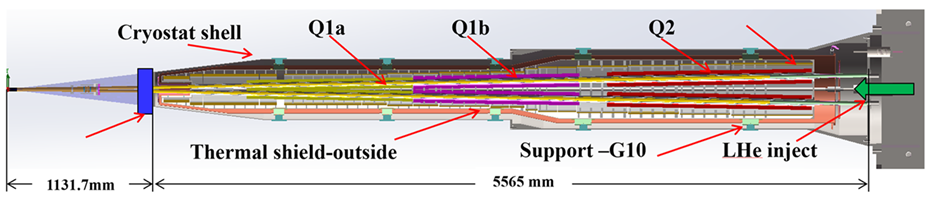 Cryostat shell
Q1a
Q1b
Q2
Thermal shield-outside
Support –G10
LHe inject
1131.7mm
5565 mm